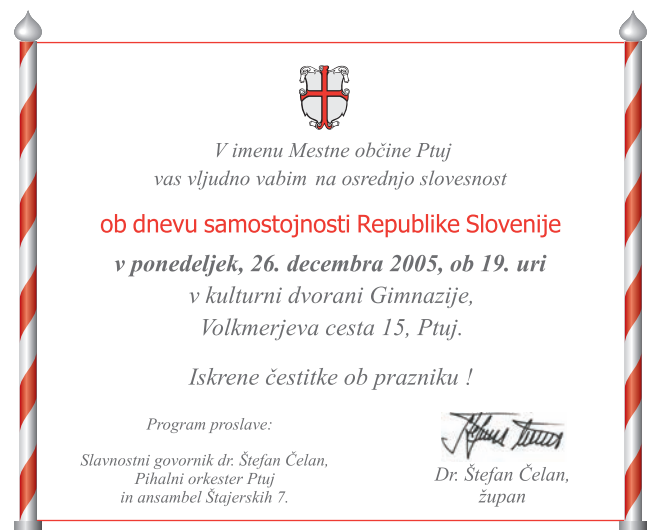 V imenu Mestne občine Ptuj
vas vljudno vabim na osrednjo slovesnost
ob dnevu samostojnosti Republike Slovenije
v ponedeljek, 26. decembra 2005, ob 19. uri
v kulturni dvorani Gimnazije,
Volkmerjeva cesta 15, Ptuj.
Iskrene čestitke ob prazniku !
Program proslave:
Slavnostni govornik dr. Štefan Čelan,
Pihalni orkester Ptuj
in ansambel Štajerskih 7.
Dr. Štefan Čelan,
župan